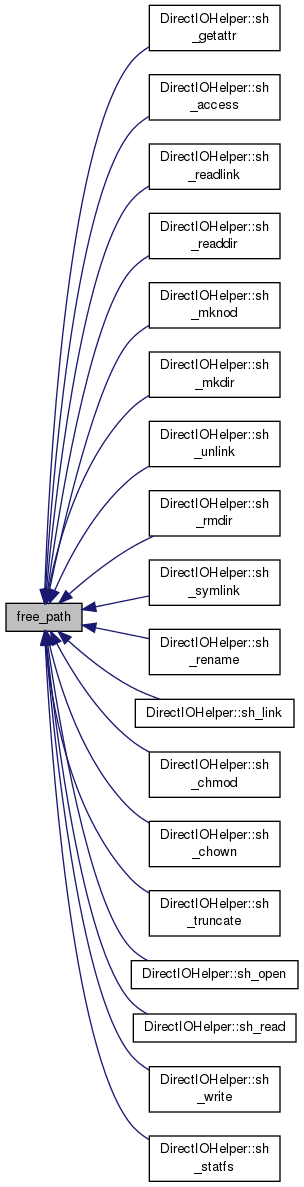 DirectIOHelper::sh
_getattr
DirectIOHelper::sh
_access
DirectIOHelper::sh
_readlink
DirectIOHelper::sh
_readdir
DirectIOHelper::sh
_mknod
DirectIOHelper::sh
_mkdir
DirectIOHelper::sh
_unlink
DirectIOHelper::sh
_rmdir
DirectIOHelper::sh
_symlink
free_path
DirectIOHelper::sh
_rename
DirectIOHelper::sh_link
DirectIOHelper::sh
_chmod
DirectIOHelper::sh
_chown
DirectIOHelper::sh
_truncate
DirectIOHelper::sh_open
DirectIOHelper::sh_read
DirectIOHelper::sh
_write
DirectIOHelper::sh
_statfs